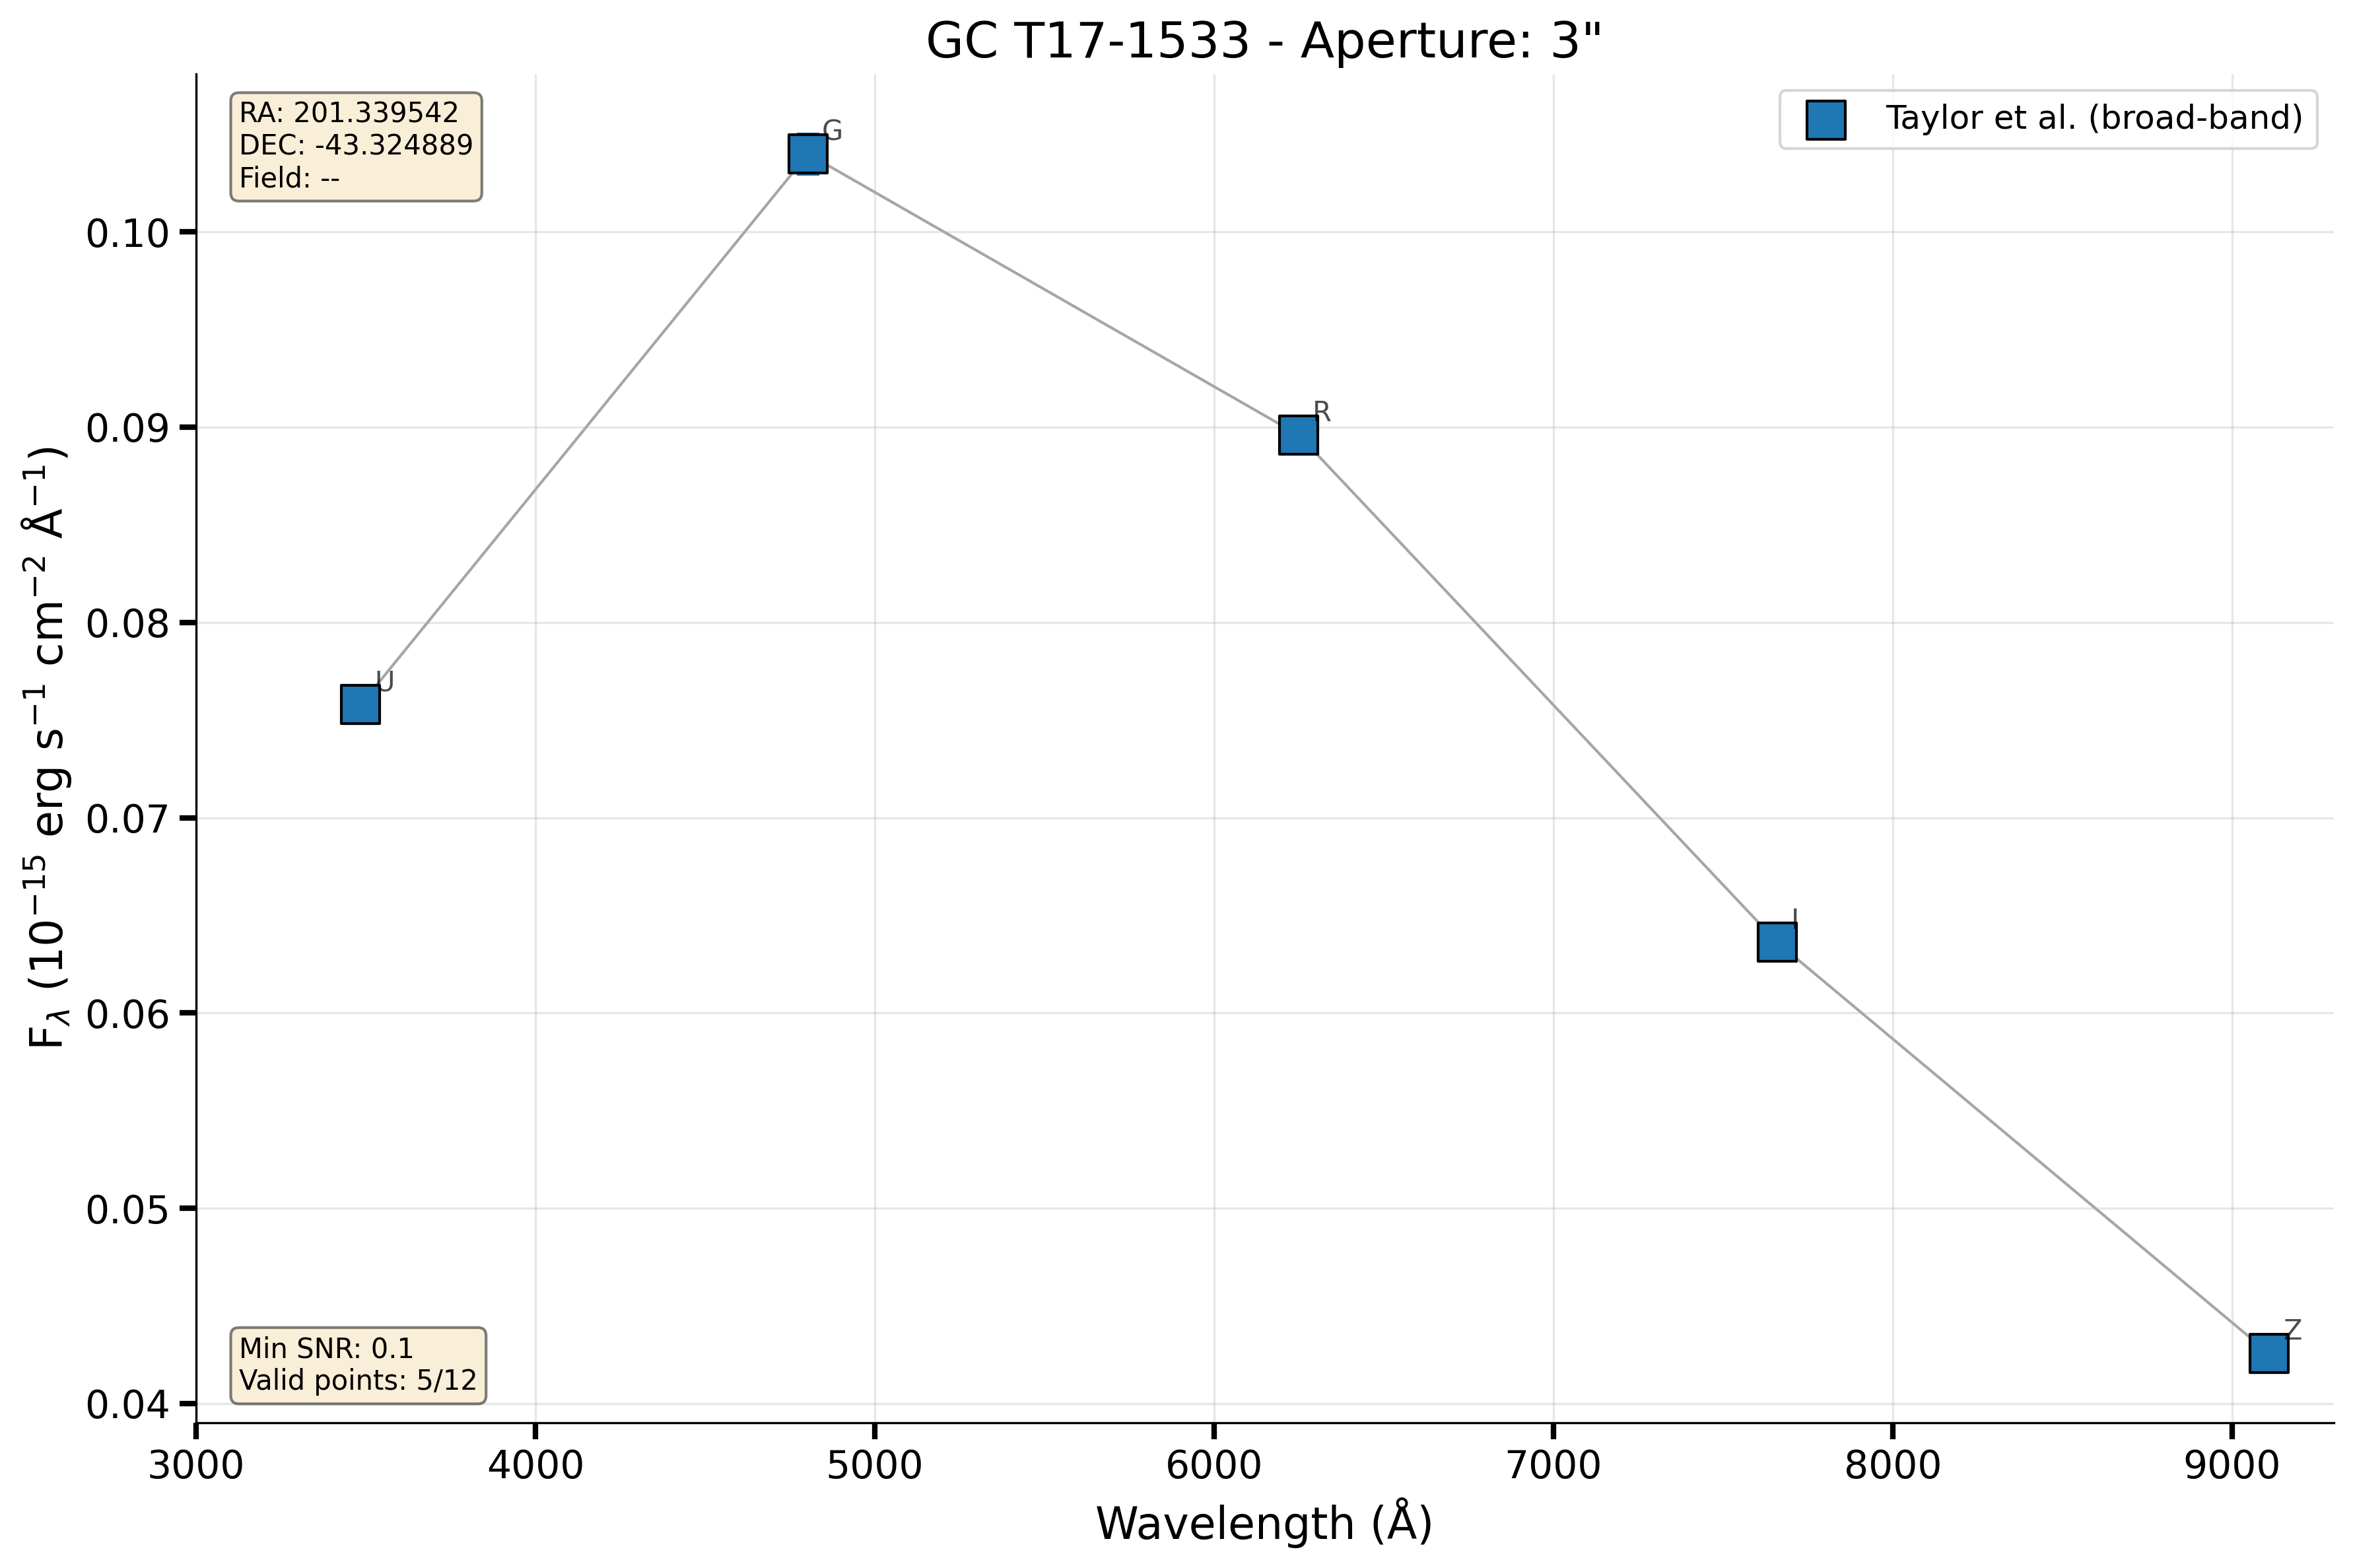 GC T17-1533 - Aperture: 3"
RA: 201.339542
DEC: -43.324889
Field: --
Taylor et al. (broad-band)
G
R
U
I
Z
Min SNR: 0.1
Valid points: 5/12
0.10
0.09
0.08
0.07
0.06
0.05
0.04
F_λ (10⁻¹⁵ erg s⁻¹ cm⁻² Å⁻¹)
3000 4000 5000 6000 7000 8000 9000
Wavelength (Å)